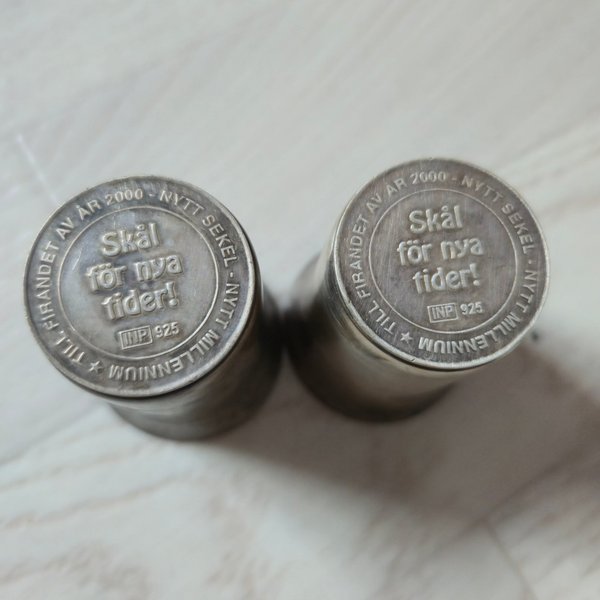 TILL FIRANDET AV ÅR 2000 - NYTT SEKEL - NYTT MILLENNIUM ★
Skål
för nya
tider!
INP 925
TILL FIRANDET AV ÅR 2000 - NYTT SEKEL - NYTT MILLENNIUM ★
Skål
för nya
tider!
INP 925